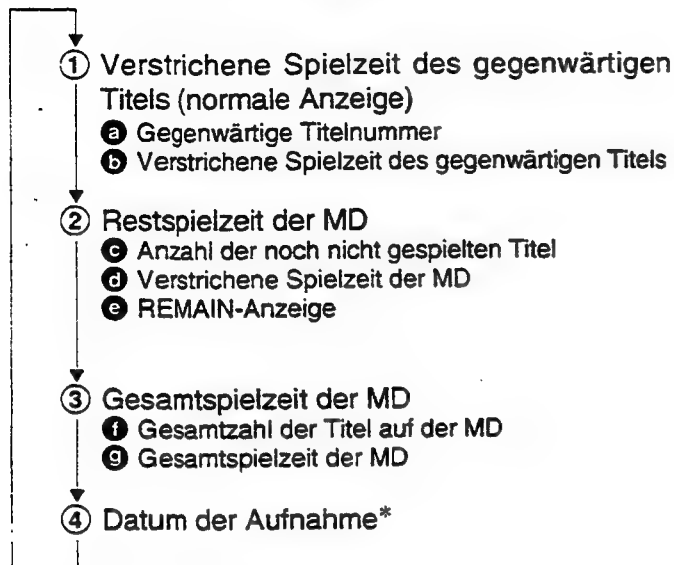 ① Verstrichene Spielzeit des gegenwärtigen
Titels (normale Anzeige)
ⓐ Gegenwärtige Titelnummer
ⓑ Verstrichene Spielzeit des gegenwärtigen Titels
② Restspielzeit der MD
ⓒ Anzahl der noch nicht gespielten Titel
ⓓ Verstrichene Spielzeit der MD
ⓔ REMAIN-Anzeige
③ Gesamtspielzeit der MD
ⓕ Gesamtzahl der Titel auf der MD
ⓖ Gesamtspielzeit der MD
④ Datum der Aufnahme*